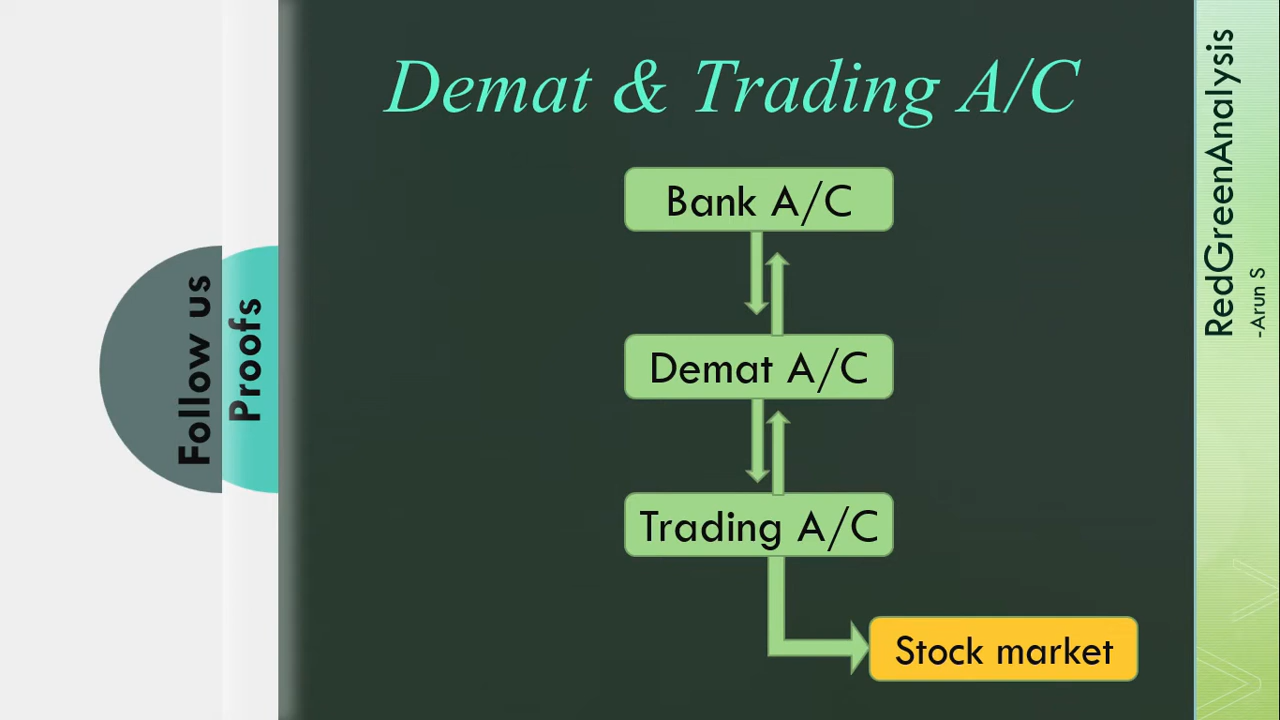 Demat & Trading A/C
Bank A/C
Demat A/C
Trading A/C
Stock market
Follow us
Proofs
RedGreenAnalysis
-Arun S